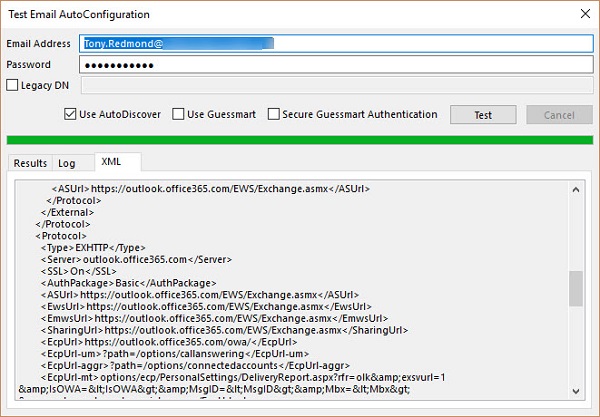 Test Email AutoConfiguration
Email Address Tony.Redmond@
Password ●●●●●●●●●●●
Legacy DN
Use AutoDiscover Use Guessmart Secure Guessmart Authentication Test Cancel
Results Log XML
<ASUrl>https://outlook.office365.com/EWS/Exchange.asmx</ASUrl>
</Protocol>
</External>
</Protocol>
<Protocol>
<Type>EXHTTP</Type>
<Server>outlook.office365.com</Server>
<SSL>On</SSL>
<AuthPackage>Basic</AuthPackage>
<ASUrl>https://outlook.office365.com/EWS/Exchange.asmx</ASUrl>
<EwsUrl>https://outlook.office365.com/EWS/Exchange.asmx</EwsUrl>
<EmwsUrl>https://outlook.office365.com/EWS/Exchange.asmx</EmwsUrl>
<SharingUrl>https://outlook.office365.com/EWS/Exchange.asmx</SharingUrl>
<EcpUrl>https://outlook.office365.com/owa/</EcpUrl>
<EcpUrl-um>?path=/options/callanswering</EcpUrl-um>
<EcpUrl-aggr>?path=/options/connectedaccounts</EcpUrl-aggr>
<EcpUrl-mt>options/ecp/PersonalSettings/DeliveryReport.aspx?rfr=olk&amp;exsvurl=1
&amp;IsOWA=&lt;IsOWA&gt;&amp;MsgID=&lt;MsgID&gt;&amp;Mbx=&lt;Mbx&gt;